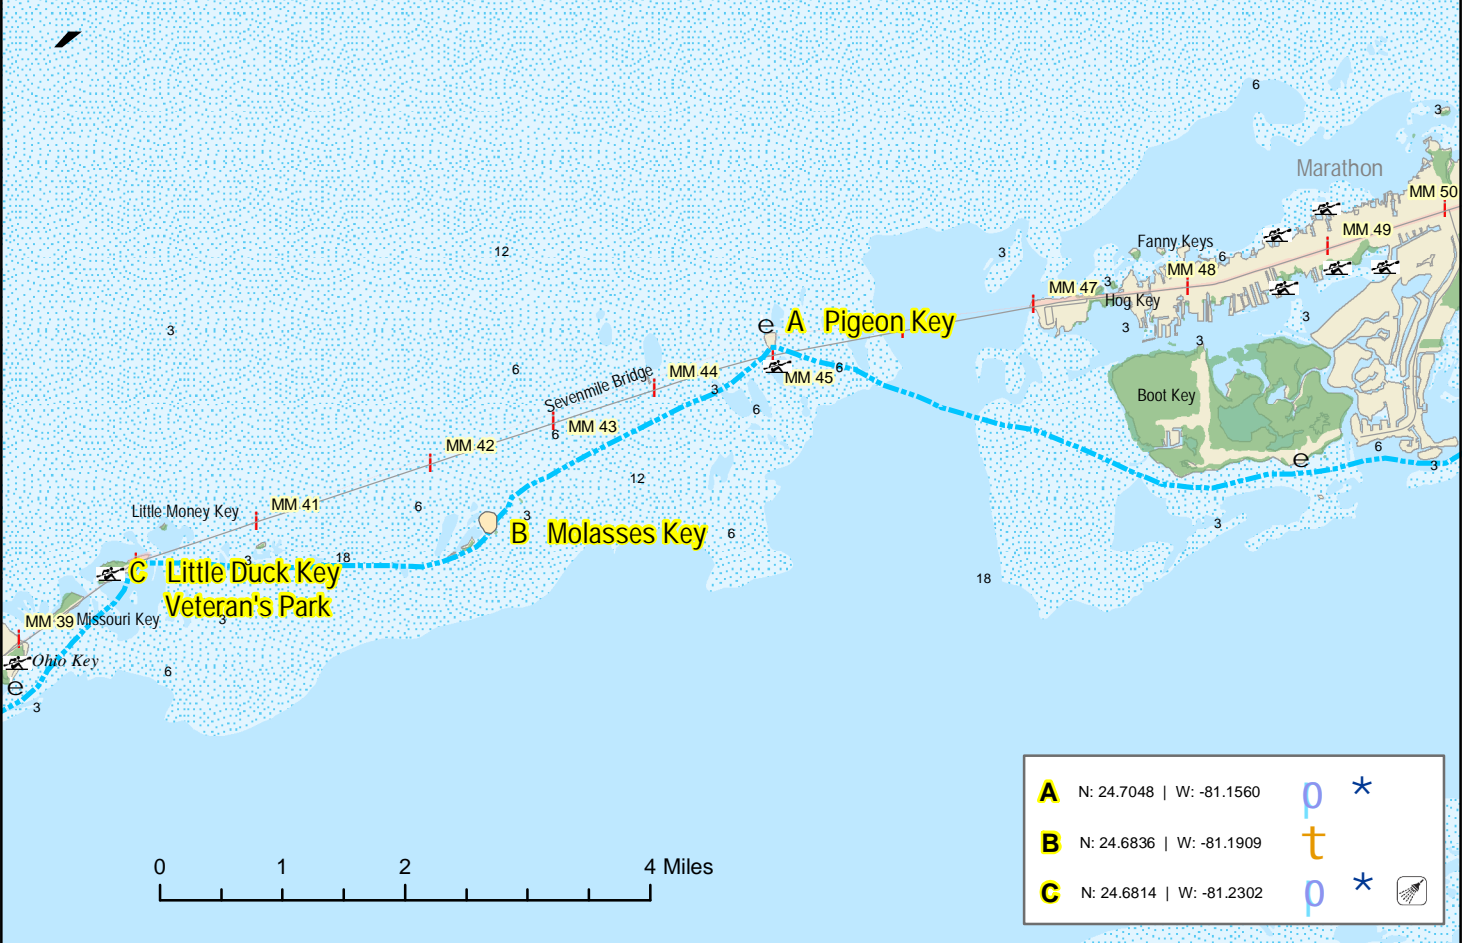 6
3
Marathon
MM 50
MM 49
Fanny Keys
6
12
3
MM 48
MM 47
3
Hog Key
3
3
3
3
e
A Pigeon Key
6
MM 44
3
MM 45
6
Sevenmile Bridge
6
MM 43
6
Boot Key
MM 42
e
6
3
12
Little Money Key
MM 41
6
3
B Molasses Key
6
3
3
18
18
C Little Duck Key
Veteran's Park
3
MM 39
Missouri Key
Ohio Key
6
e
3
A N: 24.7048 | W: -81.1560 p *
B N: 24.6836 | W: -81.1909 t
C N: 24.6814 | W: -81.2302 p *
0 1 2 4 Miles